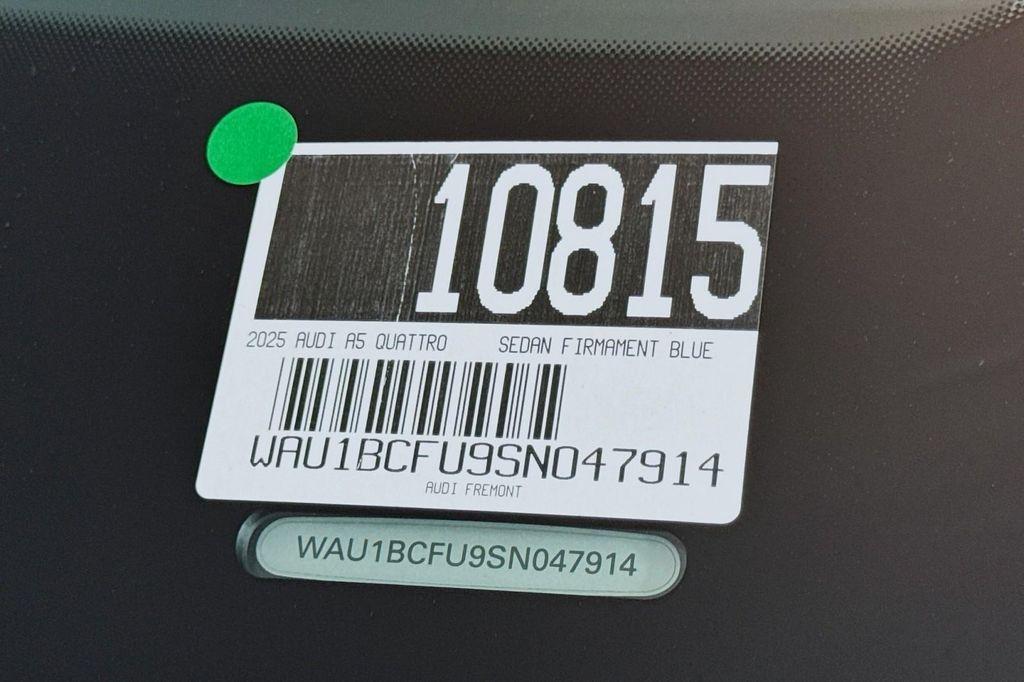 10815
2025 AUDI A5 QUATTRO SEDAN FIRMAMENT BLUE
WAU1BCFU9SN047914
AUDI FREMONT
WAU1BCFU9SN047914